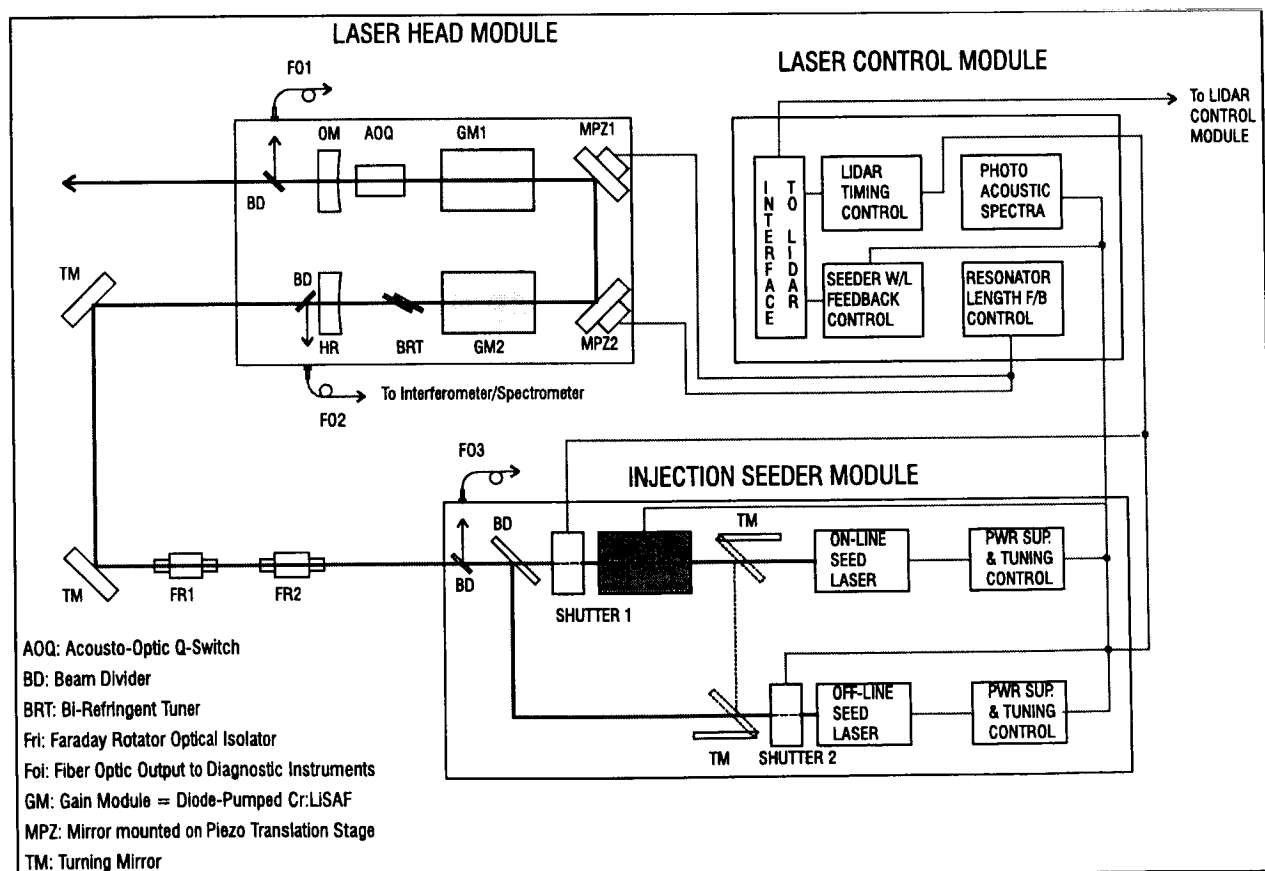 LASER HEAD MODULE
LASER CONTROL MODULE
FO1
To LIDAR
CONTROL
MODULE
OM
AOQ
GM1
MPZ1
BD
INTERFACE
TO LIDAR
LIDAR
TIMING
CONTROL
PHOTO
ACOUSTIC
SPECTRA
TM
BD
HR
BRT
GM2
MPZ2
SEEDER W/L
FEEDBACK
CONTROL
RESONATOR
LENGTH F/B
CONTROL
FO2
To Interferometer/Spectrometer
FO3
INJECTION SEEDER MODULE
TM
FR1
FR2
BD
BD
SHUTTER 1
TM
ON-LINE
SEED
LASER
PWR SUP.
& TUNING
CONTROL
TM
SHUTTER 2
OFF-LINE
SEED
LASER
PWR SUP.
& TUNING
CONTROL
AOQ: Acousto-Optic Q-Switch
BD: Beam Divider
BRT: Bi-Refringent Tuner
Fri: Faraday Rotator Optical Isolator
Foi: Fiber Optic Output to Diagnostic Instruments
GM: Gain Module = Diode-Pumped Cr:LiSAF
MPZ: Mirror mounted on Piezo Translation Stage
TM: Turning Mirror